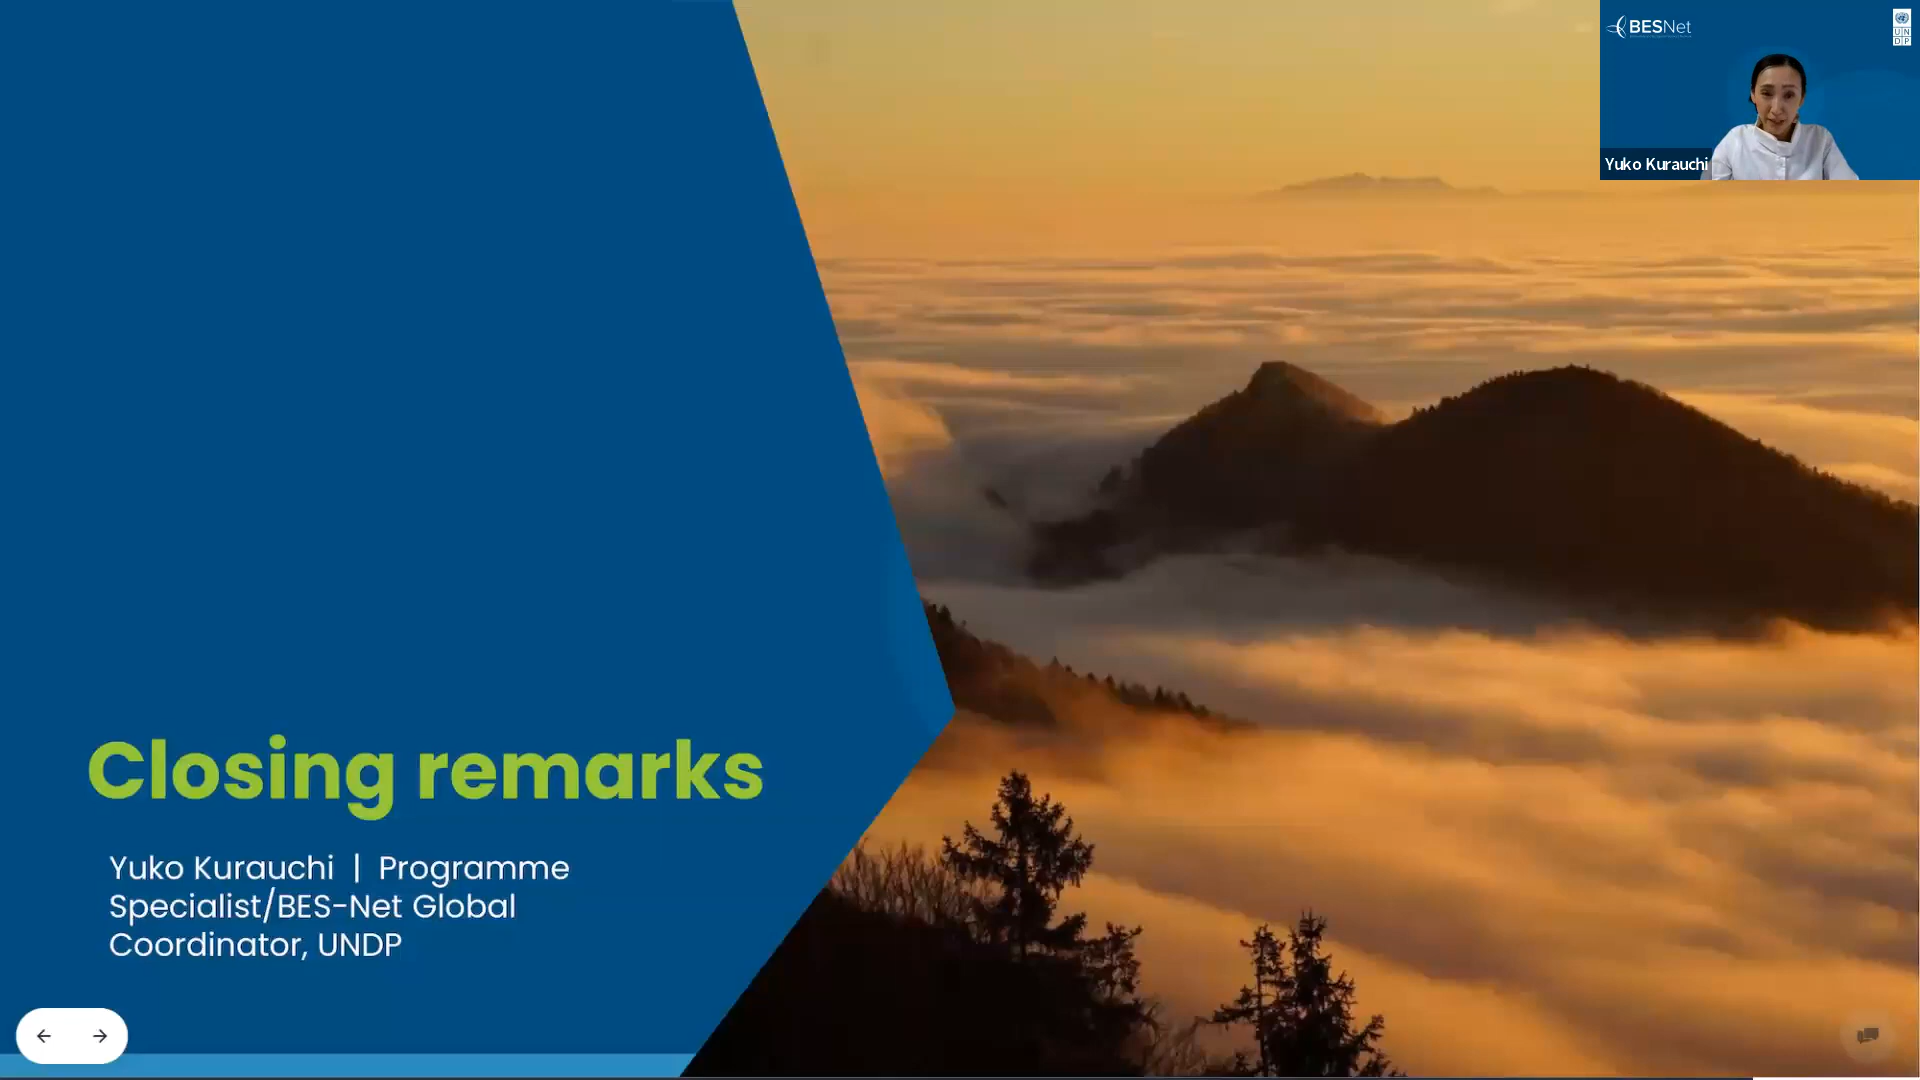 BESNet
U N
D P
Yuko Kurauchi
Closing remarks
Yuko Kurauchi | Programme
Specialist/BES-Net Global
Coordinator, UNDP